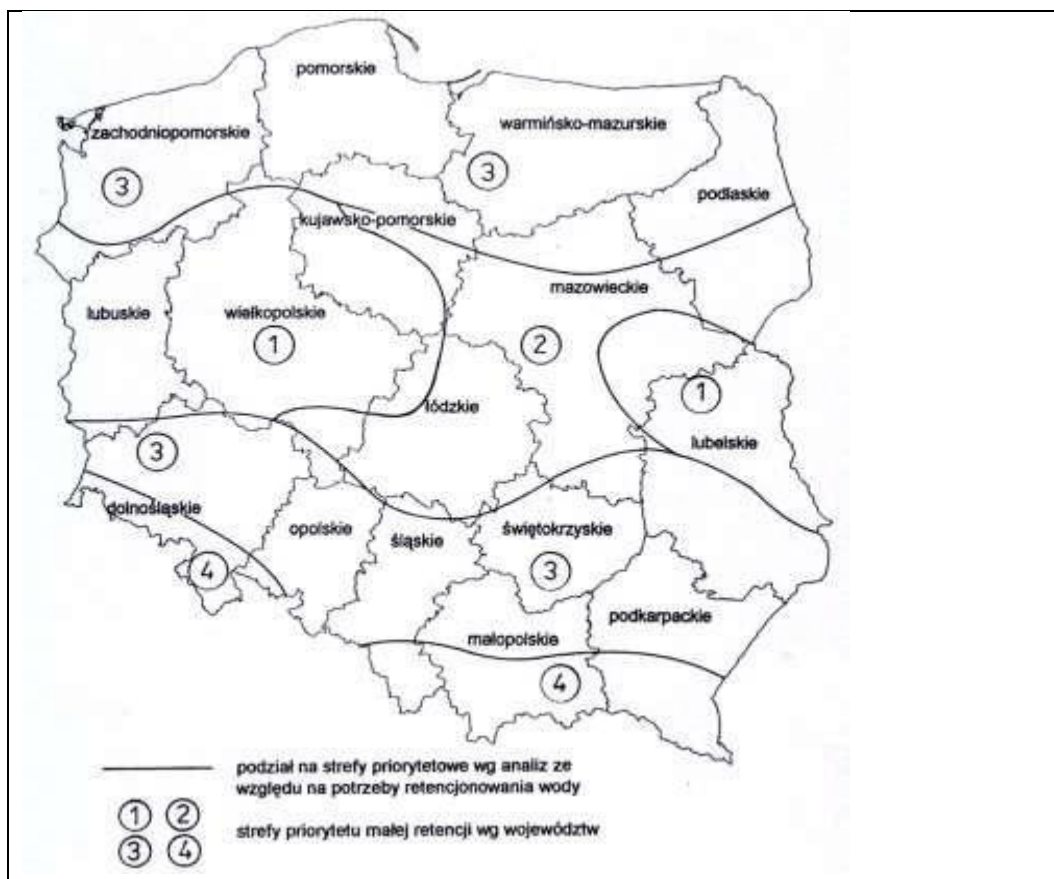 pomorskie
zachodniopomorskie
warmińsko-mazurskie
3
3
podlaskie
kujawsko-pomorskie
mazowieckie
lubuskie
wielkopolskie
1
2
1
łódzkie
lubelskie
3
dolnośląskie
opolskie
śląskie
świętokrzyskie
4
3
podkarpackie
małopolskie
4
podział na strefy priorytetowe wg analiz ze
względu na potrzeby retencjonowania wody
1 2
3 4
strefy priorytetu małej retencji wg województw